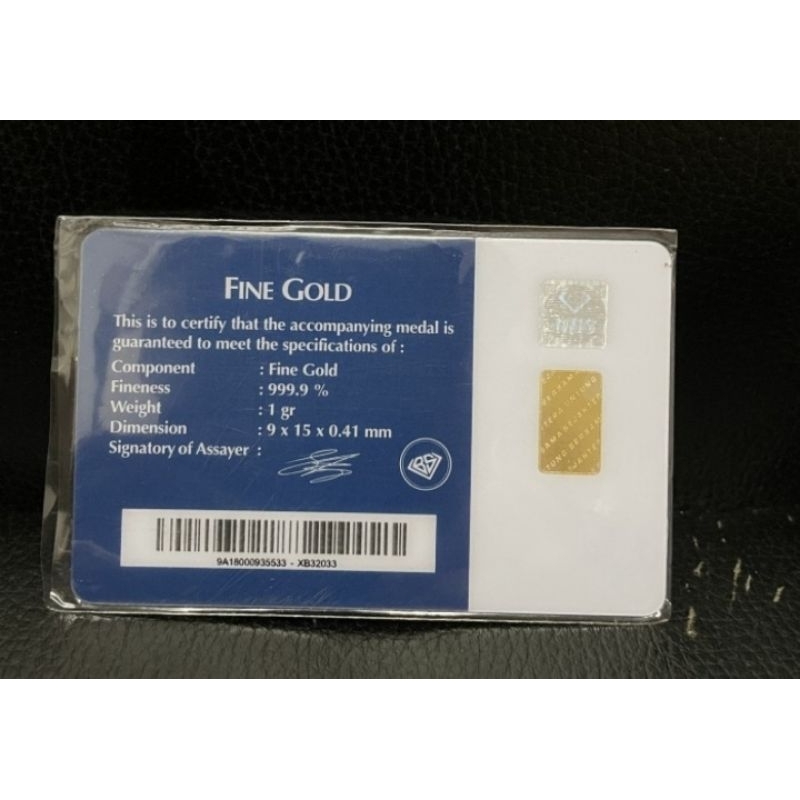 FINE GOLD
This is to certify that the accompanying medal is
guaranteed to meet the specifications of :
Component : Fine Gold
Fineness : 999.9 %
Weight : 1 gr
Dimension : 9 x 15 x 0.41 mm
Signatory of Assayer :
BSI
9A18000935533 - XB32033